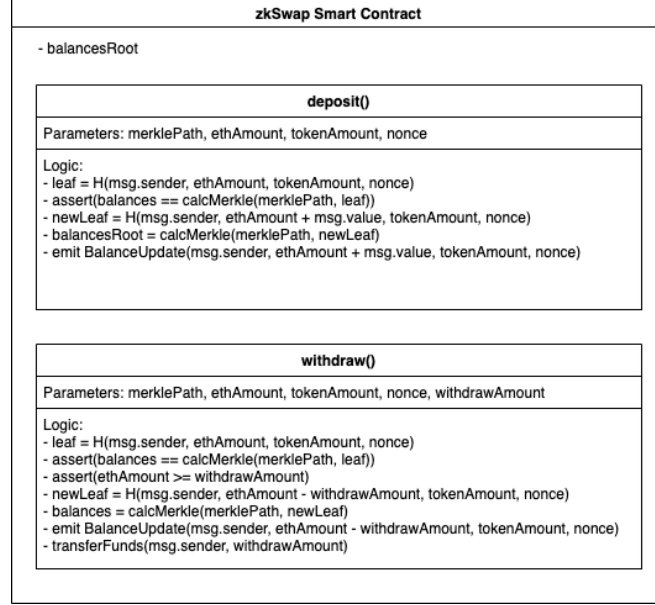 zkSwap Smart Contract
- balancesRoot
deposit()
Parameters: merklePath, ethAmount, tokenAmount, nonce
Logic:
- leaf = H(msg.sender, ethAmount, tokenAmount, nonce)
- assert(balances == calcMerkle(merklePath, leaf))
- newLeaf = H(msg.sender, ethAmount + msg.value, tokenAmount, nonce)
- balancesRoot = calcMerkle(merklePath, newLeaf)
- emit BalanceUpdate(msg.sender, ethAmount + msg.value, tokenAmount, nonce)
withdraw()
Parameters: merklePath, ethAmount, tokenAmount, nonce, withdrawAmount
Logic:
- leaf = H(msg.sender, ethAmount, tokenAmount, nonce)
- assert(balances == calcMerkle(merklePath, leaf))
- assert(ethAmount >= withdrawAmount)
- newLeaf = H(msg.sender, ethAmount - withdrawAmount, tokenAmount, nonce)
- balances = calcMerkle(merklePath, newLeaf)
- emit BalanceUpdate(msg.sender, ethAmount - withdrawAmount, tokenAmount, nonce)
- transferFunds(msg.sender, withdrawAmount)